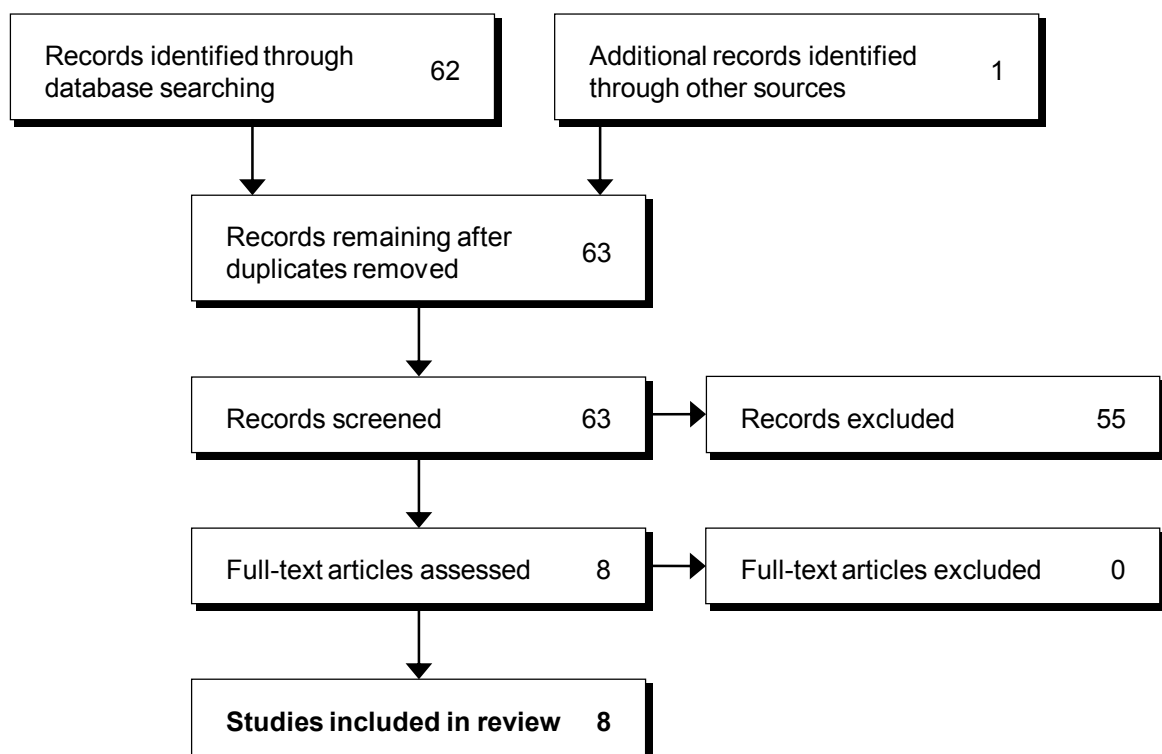 Records identified through
database searching
62
Additional records identified
through other sources
1
Records remaining after
duplicates removed
63
Records screened
63
Records excluded
55
Full-text articles assessed
8
Full-text articles excluded
0
Studies included in review
8